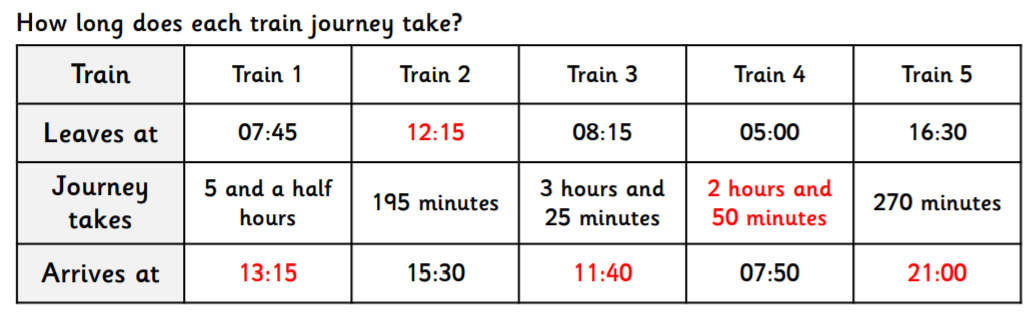 How long does each train journey take?
Train Train 1 Train 2 Train 3 Train 4 Train 5
Leaves at 07:45 12:15 08:15 05:00 16:30
Journey takes 5 and a half hours 195 minutes 3 hours and 25 minutes 2 hours and 50 minutes 270 minutes
Arrives at 13:15 15:30 11:40 07:50 21:00